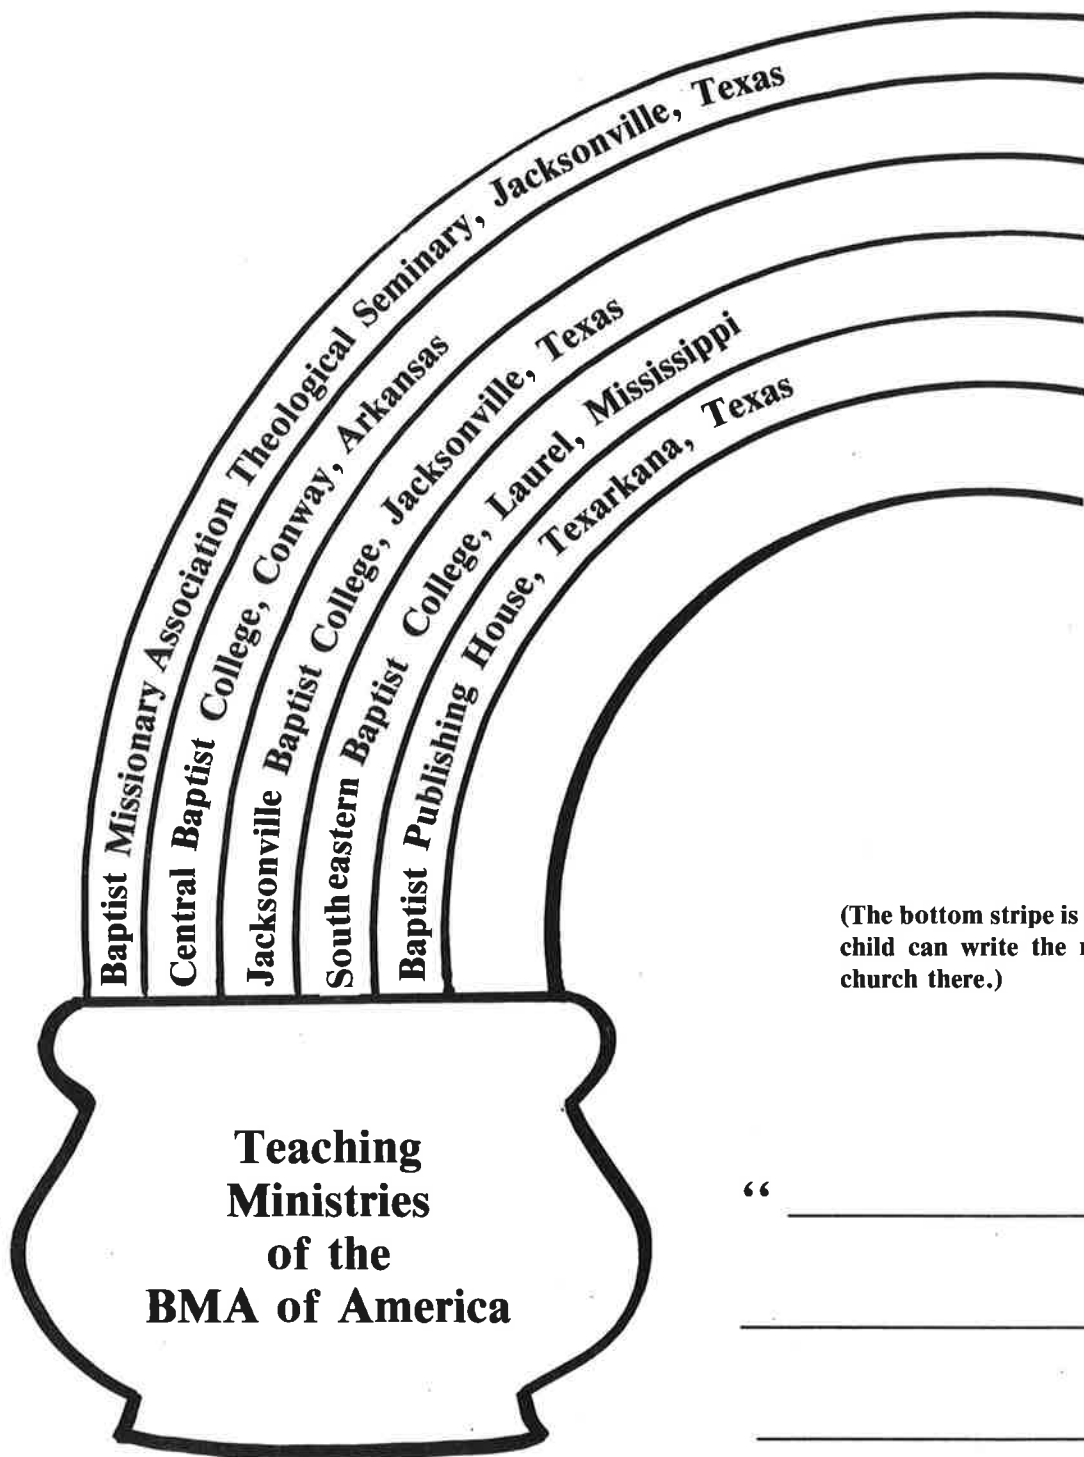 Baptist Missionary Association Theological Seminary, Jacksonville, Texas
Central Baptist College, Conway, Arkansas
Jacksonville Baptist College, Jacksonville, Texas
Southeastern Baptist College, Laurel, Mississippi
Baptist Publishing House, Texarkana, Texas
(The bottom stripe is
child can write the
church there.)
Teaching
Ministries
of the
BMA of America
“